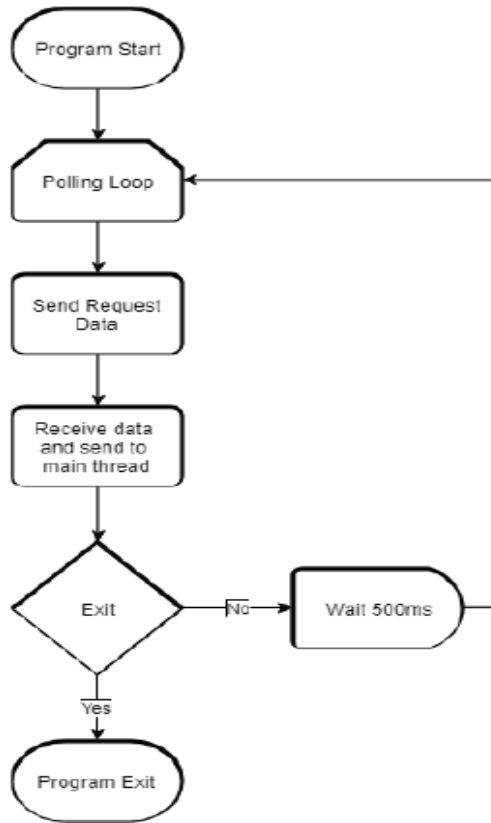 Program Start
Polling Loop
Send Request
Data
Receive data
and send to
main thread
Exit
No
Wait 500ms
Yes
Program Exit